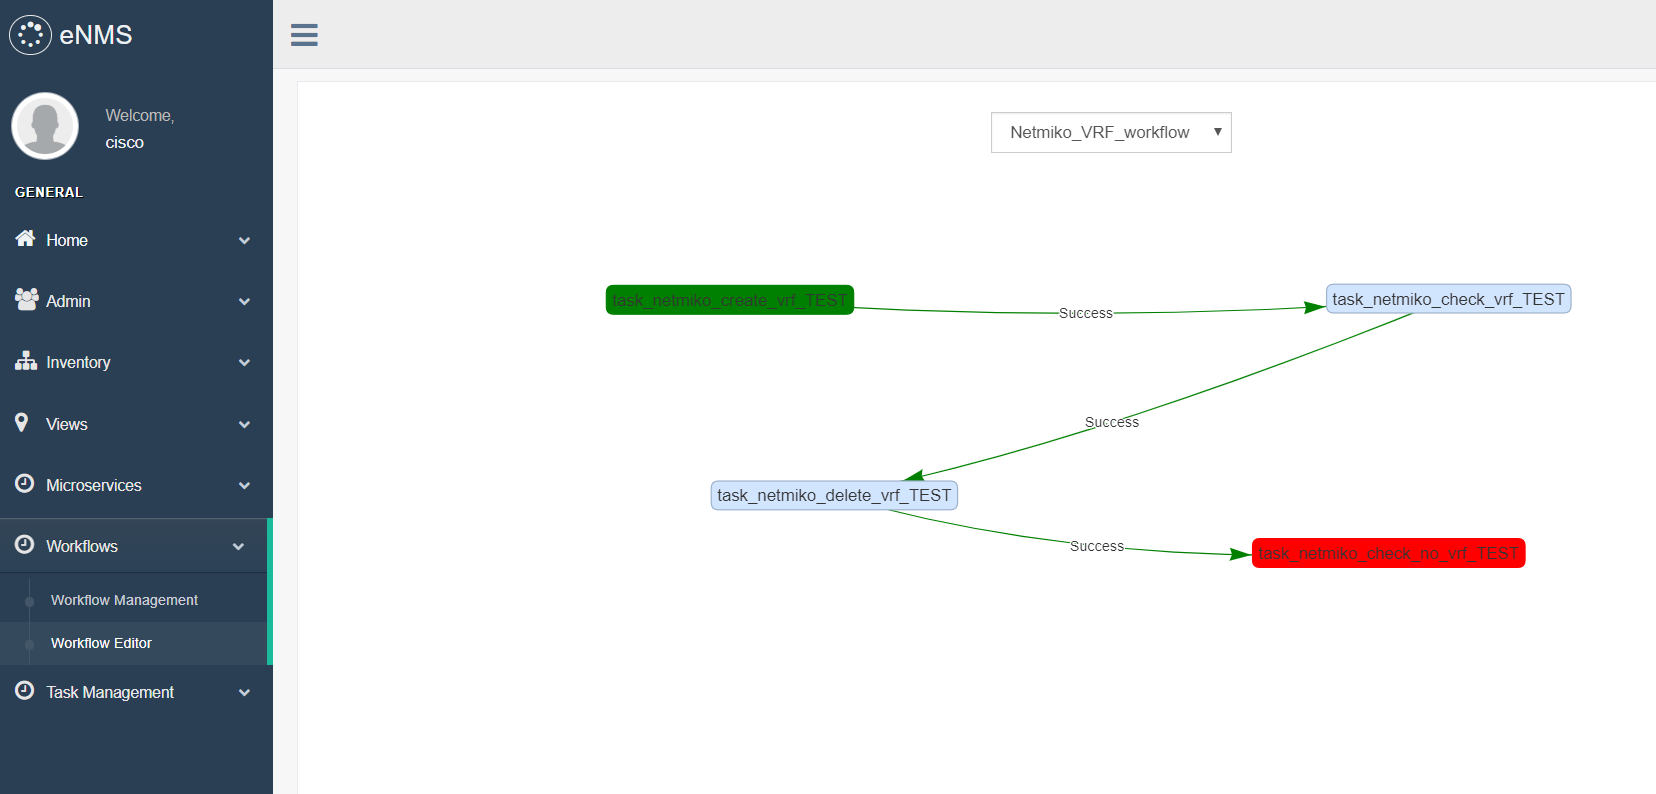 eNMS
Welcome,
cisco
GENERAL
Home
Admin
Inventory
Views
Microservices
Workflows
Workflow Management
Workflow Editor
Task Management
Netmiko_VRF_workflow
task_netmiko_create_vrf_TEST
Success
task_netmiko_check_vrf_TEST
Success
task_netmiko_delete_vrf_TEST
Success
task_netmiko_check_no_vrf_TEST